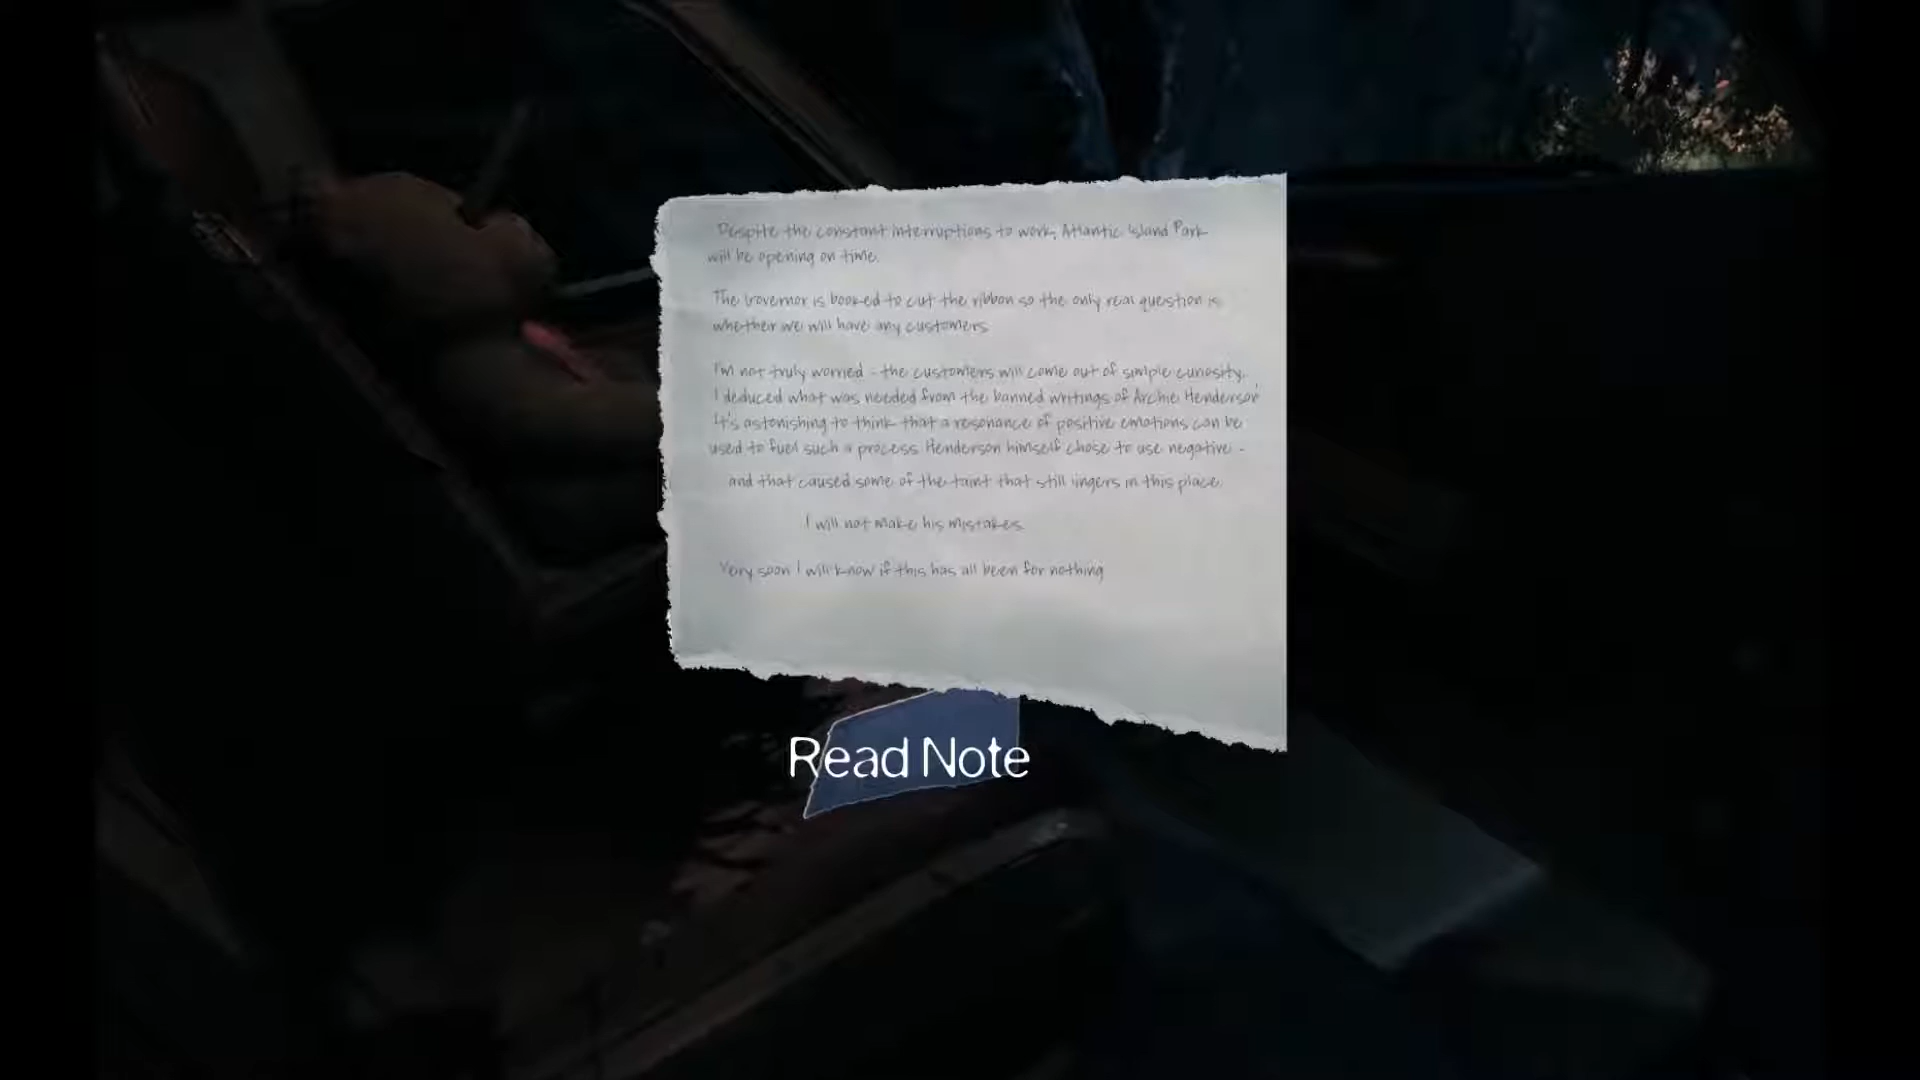 Despite the constant interruptions to work, Atlantic Island Park
will be opening on time.
The Governor is booked to cut the ribbon so the only real question is
whether we will have any customers.
I'm not truly worried - the customers will come out of simple curiosity.
I deduced what was needed from the banned writings of Archie Henderson.
It's astonishing to think that a resonance of positive emotions can be
used to fuel such a process. Henderson himself chose to use negative -
and that caused some of the taint that still lingers in this place.
I will not make his mistakes.
Very soon I will know if this has all been for nothing
Read Note